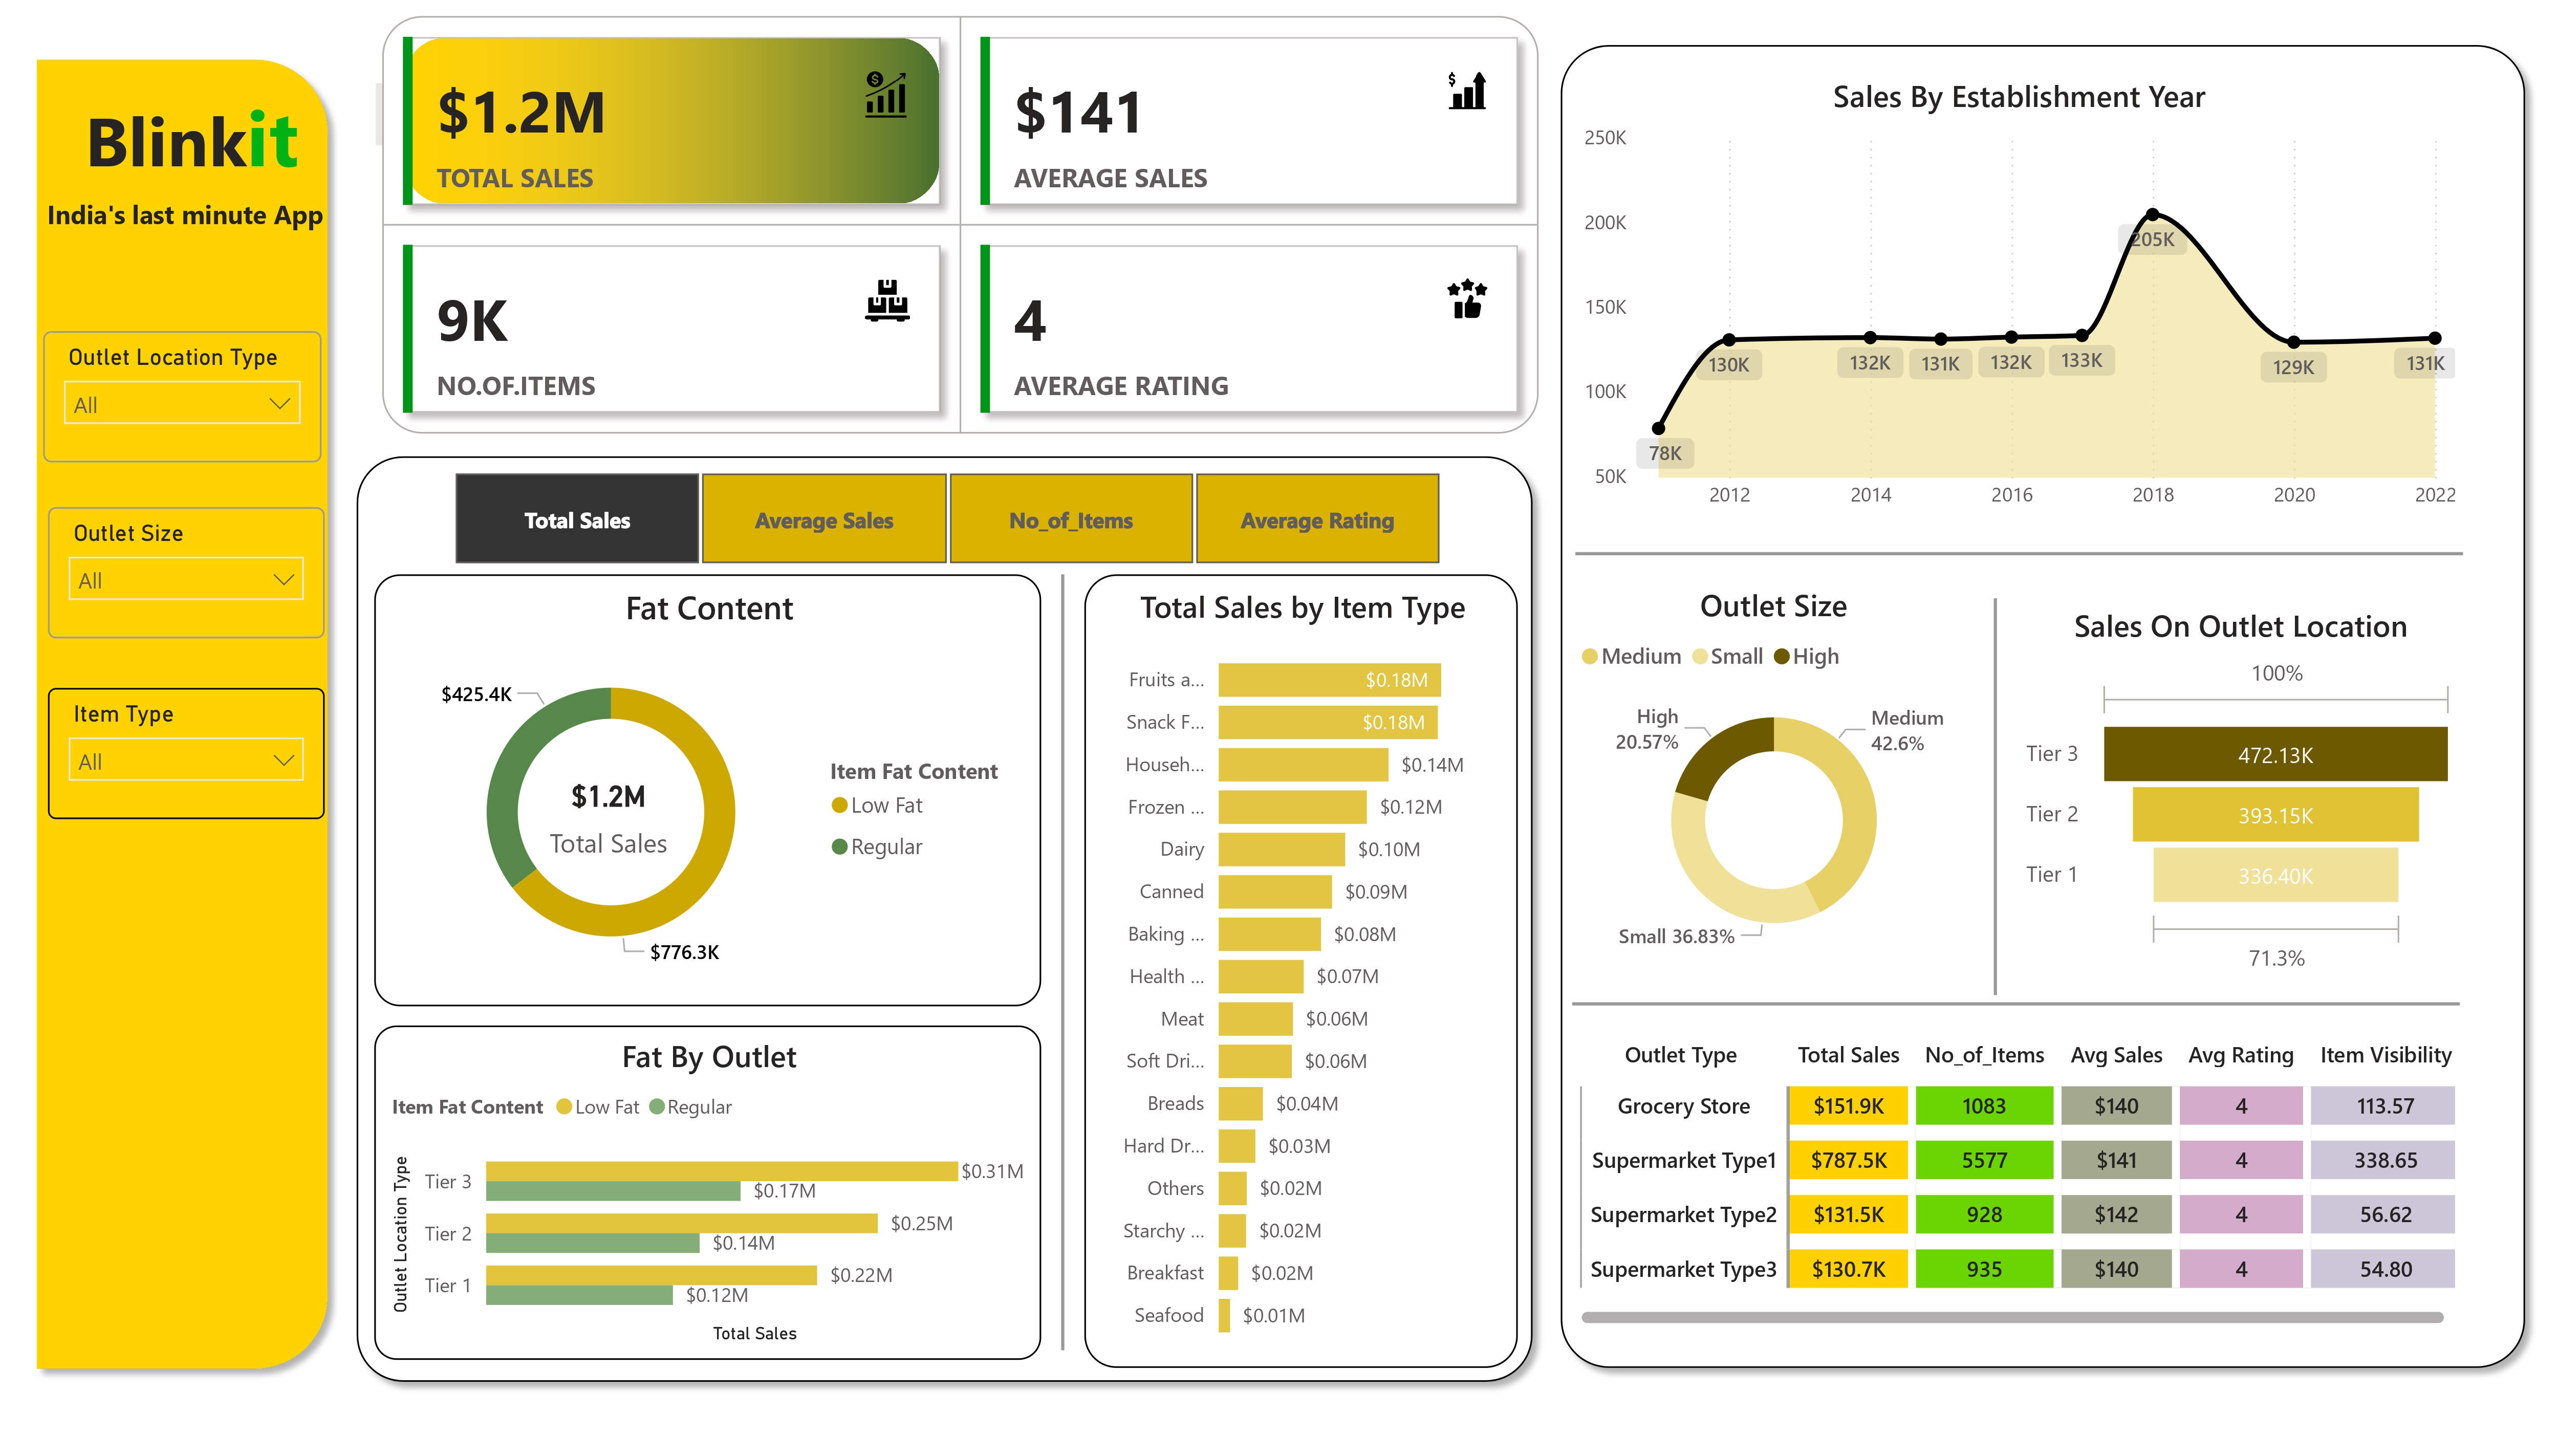 Blinkit
India's last minute App
Outlet Location Type
All
Outlet Size
All
Item Type
All
$1.2M
TOTAL SALES
$141
AVERAGE SALES
9K
NO.OF.ITEMS
4
AVERAGE RATING
Total Sales
Average Sales
No_of_Items
Average Rating
Fat Content
$425.4K
$1.2M
Total Sales
$776.3K
Item Fat Content
Low Fat
Regular
Fat By Outlet
Item Fat Content Low Fat Regular
Outlet Location Type
Tier 3 $0.31M
$0.17M
Tier 2 $0.25M
$0.14M
Tier 1 $0.22M
$0.12M
Total Sales
Total Sales by Item Type
Fruits a... $0.18M
Snack F... $0.18M
Househ... $0.14M
Frozen ... $0.12M
Dairy $0.10M
Canned $0.09M
Baking ... $0.08M
Health ... $0.07M
Meat $0.06M
Soft Dri... $0.06M
Breads $0.04M
Hard Dr... $0.03M
Others $0.02M
Starchy ... $0.02M
Breakfast $0.02M
Seafood $0.01M
Sales By Establishment Year
250K
200K
150K
100K
50K
78K
130K
132K
131K
132K
133K
205K
129K
131K
2012 2014 2016 2018 2020 2022
Outlet Size
Medium Small High
High
20.57%
Medium
42.6%
Small 36.83%
Sales On Outlet Location
100%
Tier 3 472.13K
Tier 2 393.15K
Tier 1 336.40K
71.3%
Outlet Type Total Sales No_of_Items Avg Sales Avg Rating Item Visibility
Grocery Store $151.9K 1083 $140 4 113.57
Supermarket Type1 $787.5K 5577 $141 4 338.65
Supermarket Type2 $131.5K 928 $142 4 56.62
Supermarket Type3 $130.7K 935 $140 4 54.80